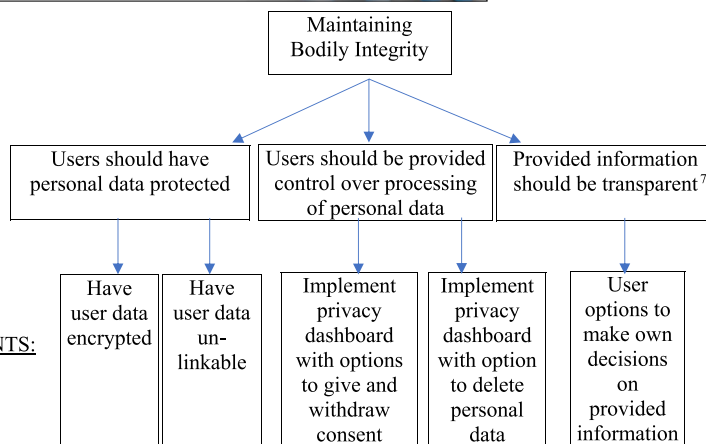 Maintaining
Bodily Integrity
Users should have
personal data protected
Users should be provided
control over processing
of personal data
Provided information
should be transparent7
NTS:
Have
user data
encrypted
Have
user data
un-
linkable
Implement
privacy
dashboard
with options
to give and
withdraw
consent
Implement
privacy
dashboard
with option
to delete
personal
data
User
options to
make own
decisions
on
provided
information